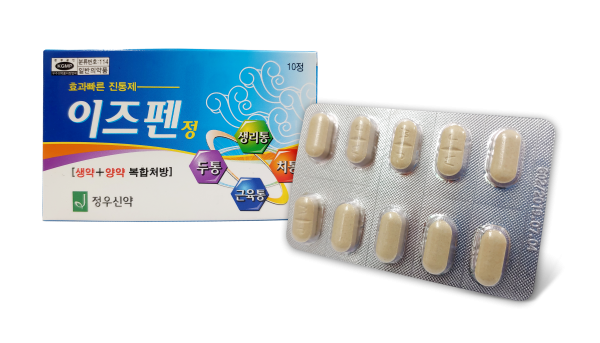 KGMP
분류번호:114
일반의약품
10정
효과빠른 진통제
이즈펜정
생리통
두통
치통
[생약+양약 복합처방]
근육통
정우신약